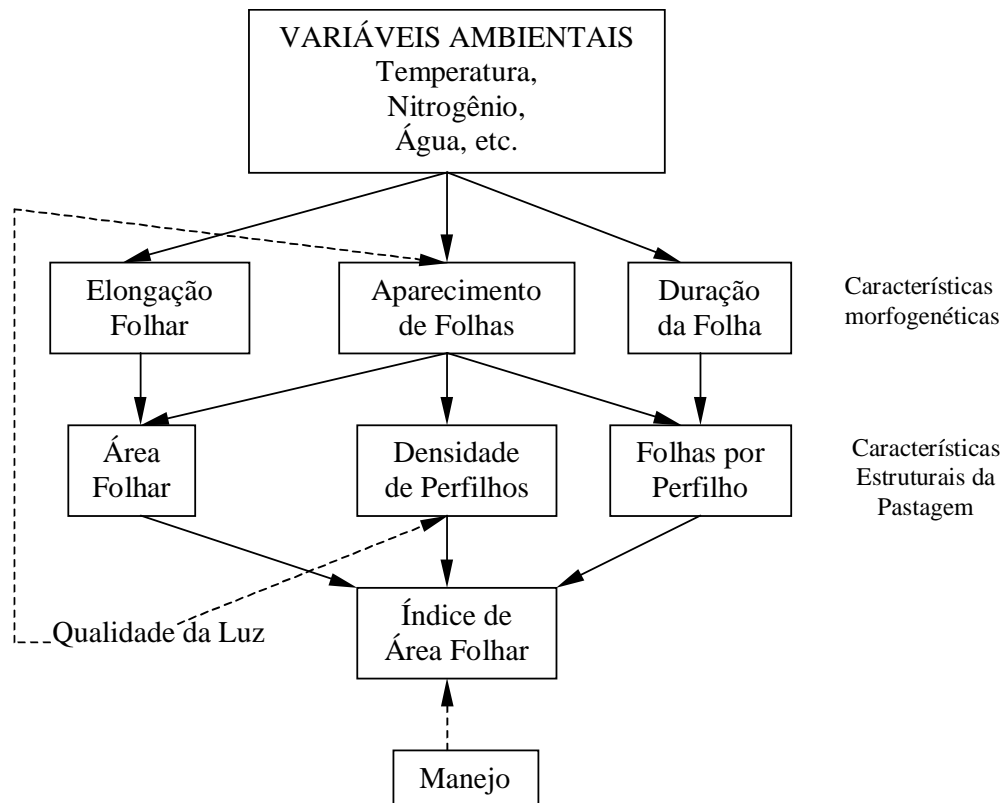 VARIÁVEIS AMBIENTAIS
Temperatura,
Nitrogênio,
Água, etc.
Elongação
Folhar
Aparecimento
de Folhas
Duração
da Folha
Características
morfogenéticas
Área
Folhar
Densidade
de Perfilhos
Folhas por
Perfilho
Características
Estruturais da
Pastagem
Qualidade da Luz
Índice de
Área Folhar
Manejo